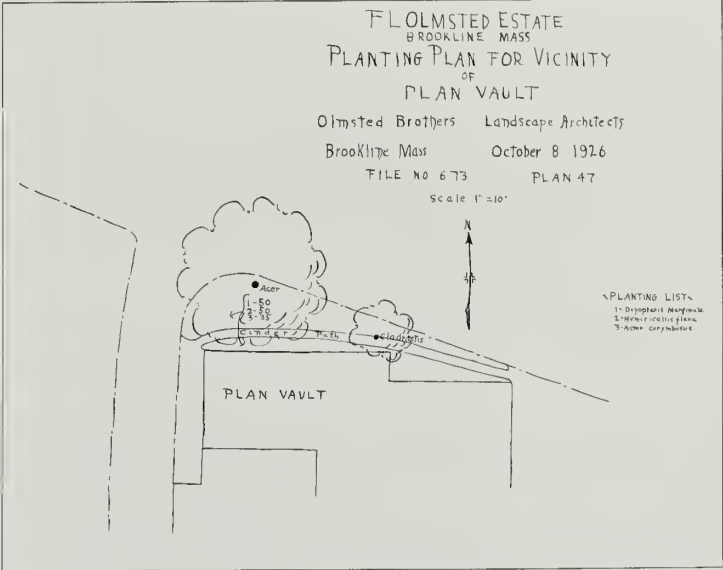 F L OLMSTED ESTATE
BROOKLINE MASS
PLANTING PLAN FOR VICINITY
OF
PLAN VAULT
Olmsted Brothers Landscape Architects
Brookline Mass October 8 1926
FILE NO 673 PLAN 47
Scale 1"=10'
N
Acer
1-50
2-50
3-35
Cinder Path
Cladrastis
PLAN VAULT
PLANTING LIST
1-Dryopteris Marginale
2-Hemerocallis flava
3-Aster corymbosus